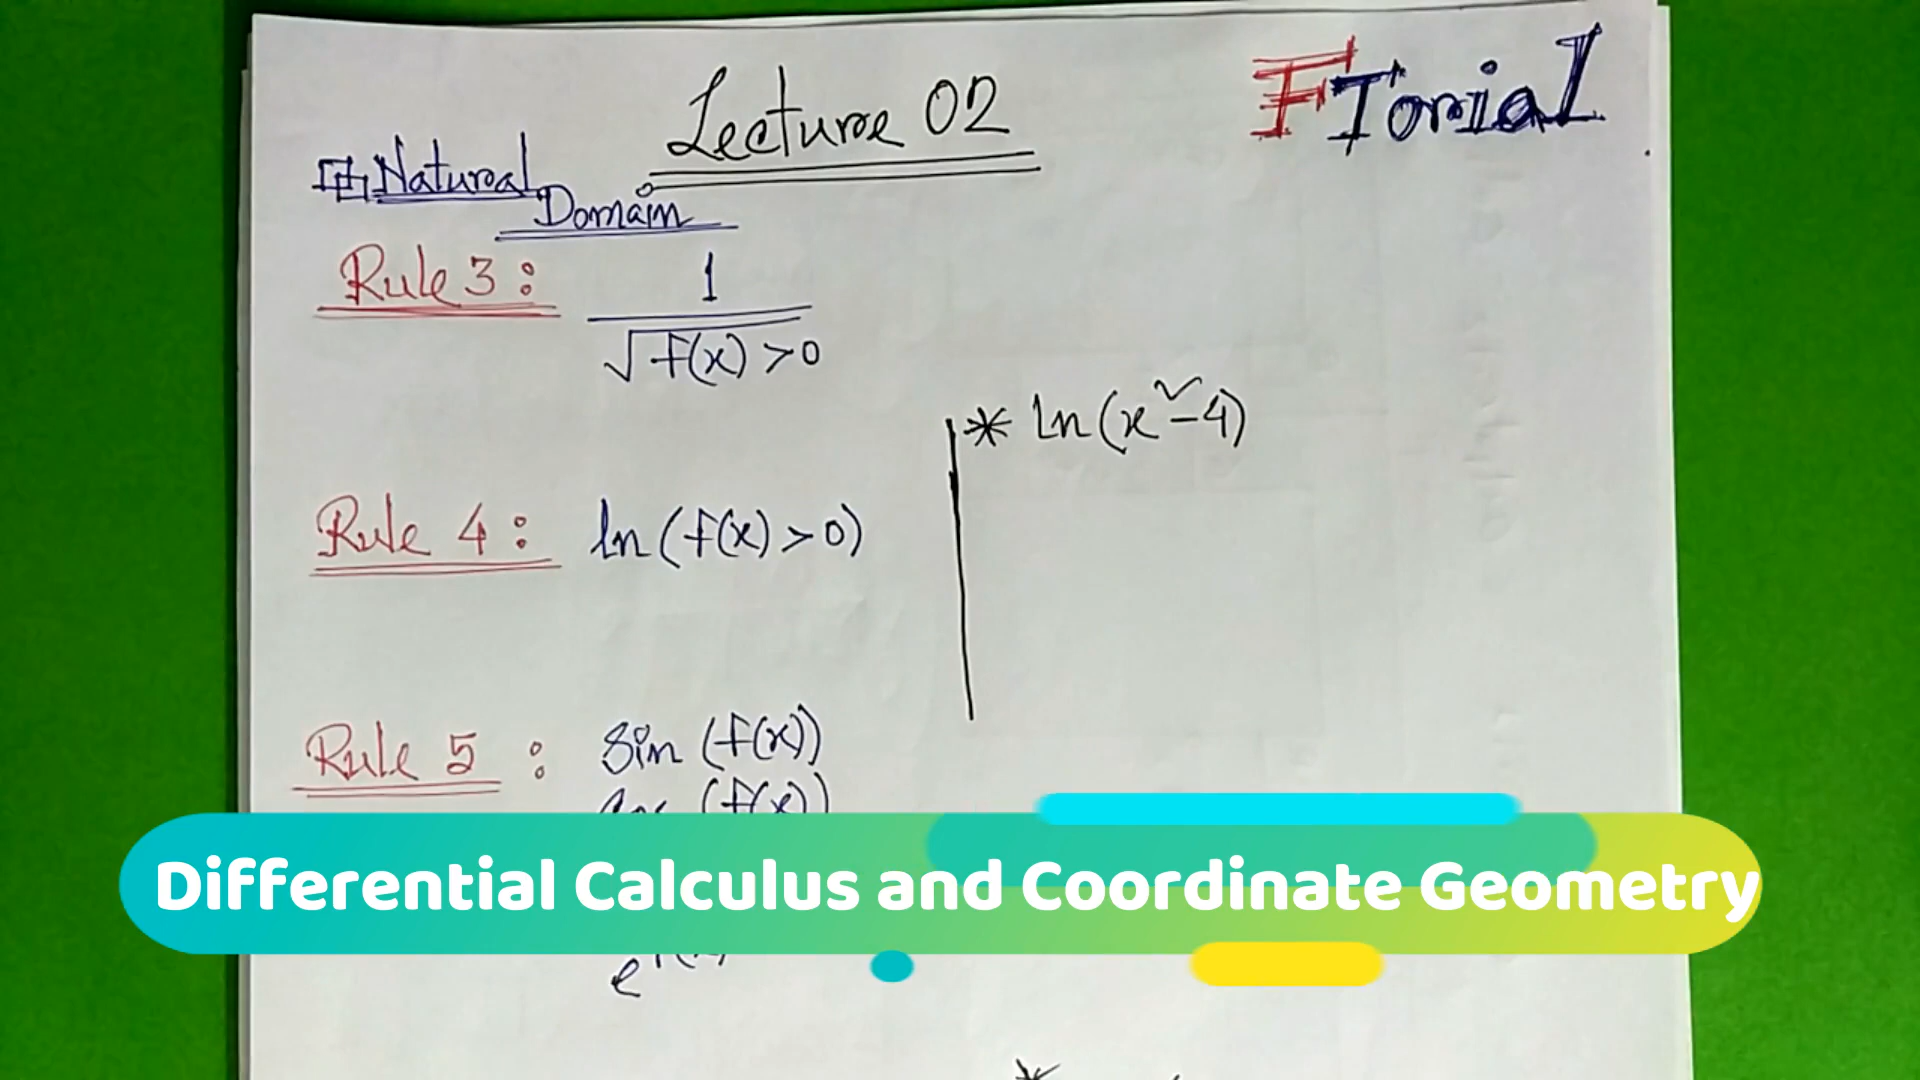 Lecture 02
FTorial
Natural
Domain
Rule 3:
1
√f(x) >0
* ln(x²-4)
Rule 4: ln(f(x) > 0)
Rule 5 : Sin (f(x))
(f(x))
Differential Calculus and Coordinate Geometry
e